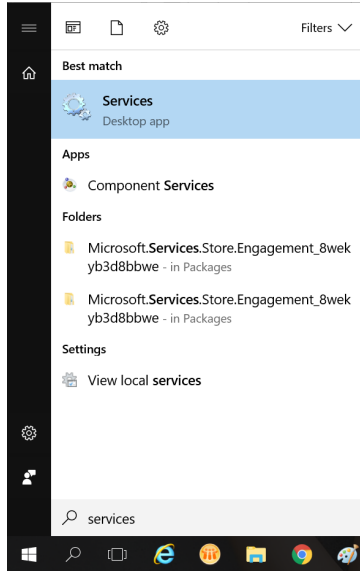 Filters
Best match
Services
Desktop app
Apps
Component Services
Folders
Microsoft.Services.Store.Engagement_8wek
yb3d8bbwe - in Packages
Microsoft.Services.Store.Engagement_8wek
yb3d8bbwe - in Packages
Settings
View local services
services